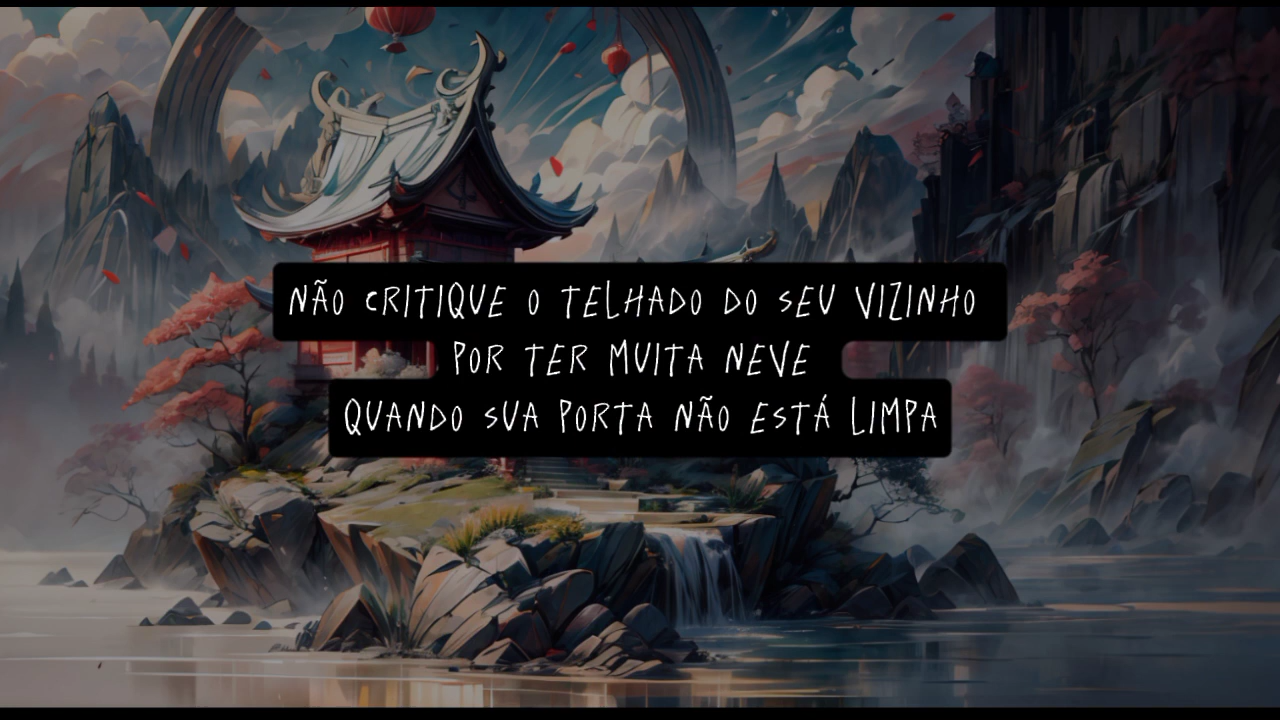 NÃO CRITIQUE O TELHADO DO SEU VIZINHO
POR TER MUITA NEVE
QUANDO SUA PORTA NÃO ESTÁ LIMPA